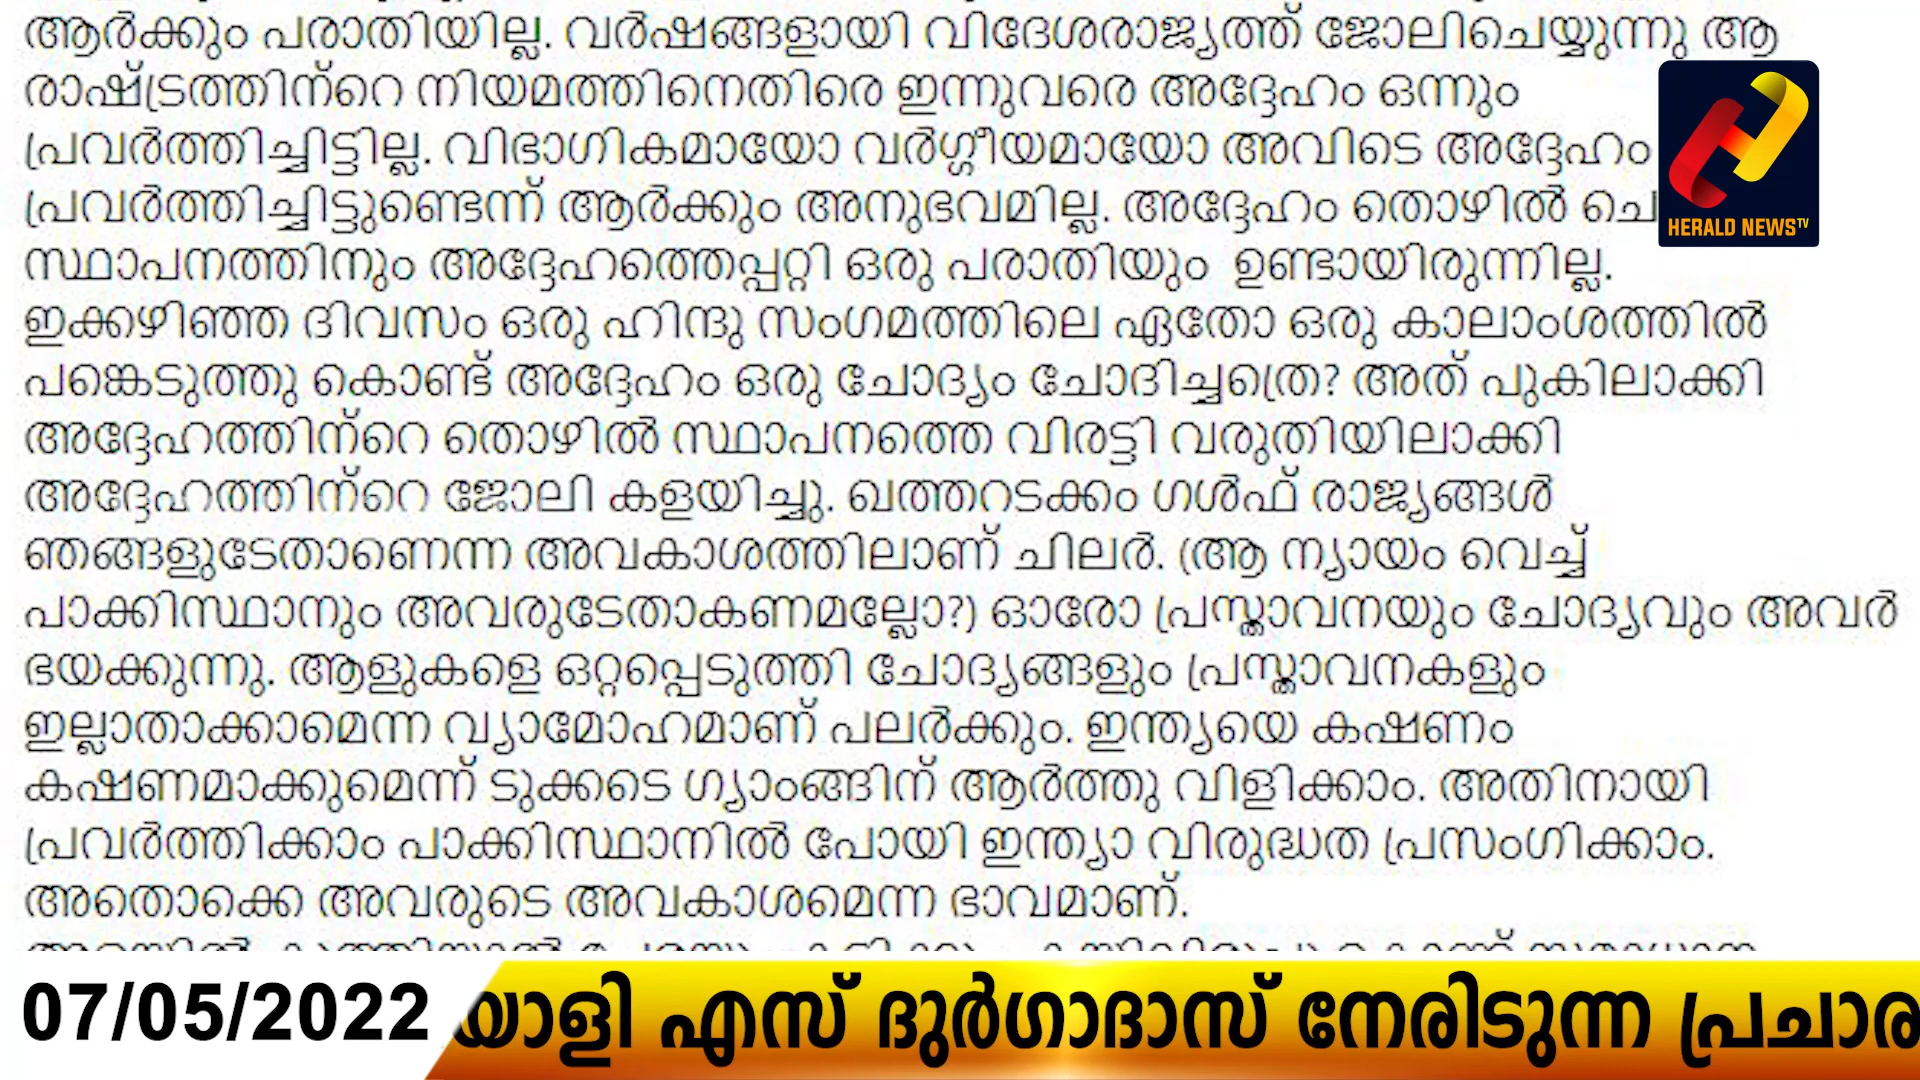 ആർക്കും പരാതിയില്ല. വർഷങ്ങളായി വിദേശരാജ്യത്ത് ജോലിചെയ്യുന്നു ആ
രാഷ്ട്രത്തിന്റെ നിയമത്തിനെതിരെ ഇന്നുവരെ അദ്ദേഹം ഒന്നും
പ്രവർത്തിച്ചിട്ടില്ല. വിഭാഗികമായോ വർഗ്ഗീയമായോ അവിടെ അദ്ദേഹം
പ്രവർത്തിച്ചിട്ടുണ്ടെന്ന് ആർക്കും അനുഭവമില്ല. അദ്ദേഹം തൊഴിൽ ചെ
സ്ഥാപനത്തിനും അദ്ദേഹത്തെപ്പറ്റി ഒരു പരാതിയും ഉണ്ടായിരുന്നില്ല.
ഇക്കഴിഞ്ഞ ദിവസം ഒരു ഹിന്ദു സംഗമത്തിലെ ഏതോ ഒരു കാലാംശത്തിൽ
പങ്കെടുത്തു കൊണ്ട് അദ്ദേഹം ഒരു ചോദ്യം ചോദിച്ചത്രെ? അത് പുകിലാക്കി
അദ്ദേഹത്തിന്റെ തൊഴിൽ സ്ഥാപനത്തെ വിരട്ടി വരുതിയിലാക്കി
അദ്ദേഹത്തിന്റെ ജോലി കളയിച്ചു. ഖത്തറടക്കം ഗൾഫ് രാജ്യങ്ങൾ
ഞങ്ങളുടേതാണെന്ന അവകാശത്തിലാണ് ചിലർ. (ആ ന്യായം വെച്ച്
പാക്കിസ്ഥാനും അവരുടേതാകണമല്ലോ?) ഓരോ പ്രസ്താവനയും ചോദ്യവും അവർ
ഭയക്കുന്നു. ആളുകളെ ഒറ്റപ്പെടുത്തി ചോദ്യങ്ങളും പ്രസ്താവനകളും
ഇല്ലാതാക്കാമെന്ന വ്യാമോഹമാണ് പലർക്കും. ഇന്ത്യയെ കഷണം
കഷണമാക്കുമെന്ന് ടുക്കടെ ഗ്യാംങ്ങിന് ആർത്തു വിളിക്കാം. അതിനായി
പ്രവർത്തിക്കാം പാക്കിസ്ഥാനിൽ പോയി ഇന്ത്യാ വിരുദ്ധത പ്രസംഗിക്കാം.
അതൊക്കെ അവരുടെ അവകാശമെന്ന ഭാവമാണ്.
HERALD NEWS TV
07/05/2022 യാളി എസ് ദുർഗാദാസ് നേരിടുന്ന പ്രചാര